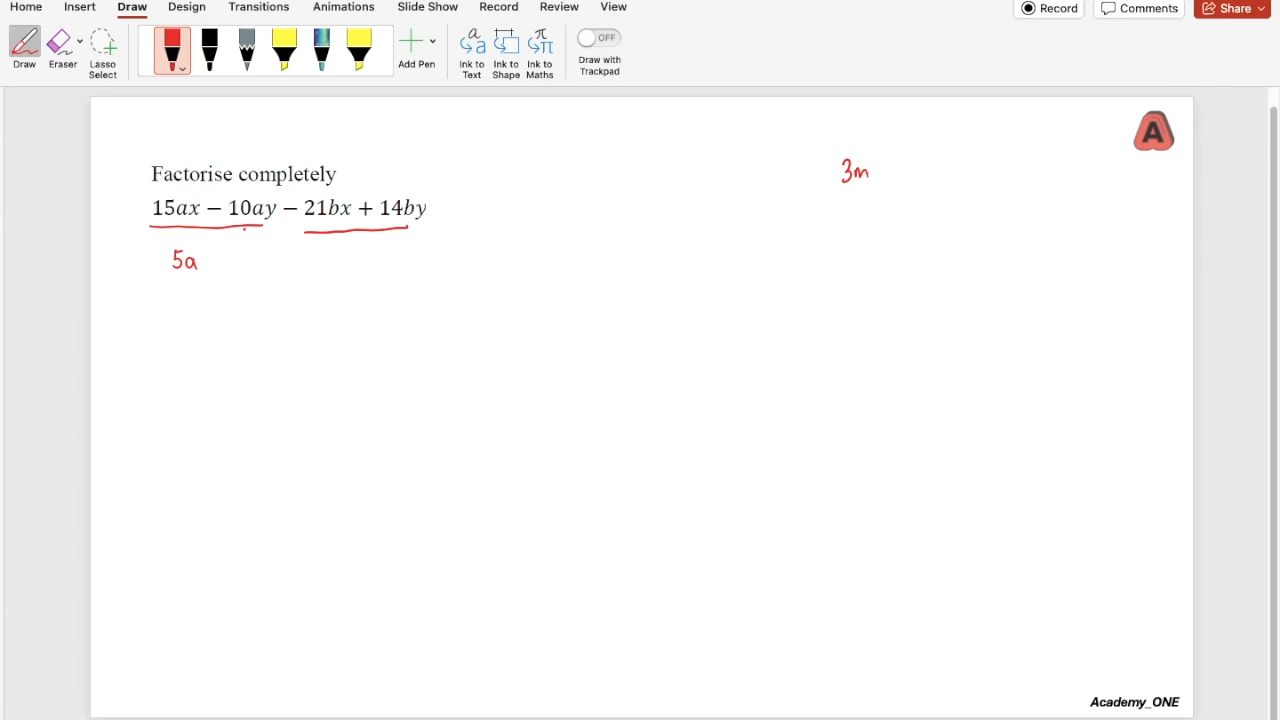 Home Insert Draw Design Transitions Animations Slide Show Record Review View
Record Comments Share
OFF
Draw Eraser Lasso Select Add Pen Ink to Text Ink to Shape Ink to Maths Draw with Trackpad
A
Factorise completely
3m
15ax − 10ay − 21bx + 14by
5a
Academy_ONE